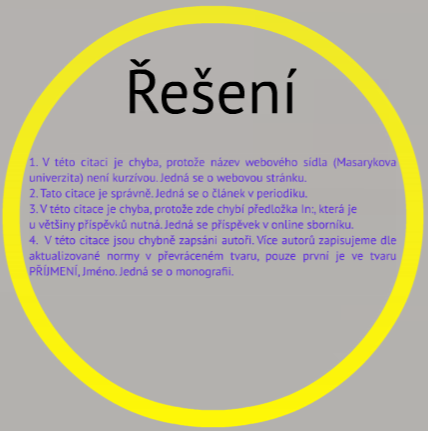 Řešení
1. V této citaci je chyba, protože název webového sídla (Masarykova
univerzita) není kurzívou. Jedná se o webovou stránku.
2. Tato citace je správně. Jedná se o článek v periodiku.
3. V této citace je chyba, protože zde chybí předložka In:, která je
u většiny příspěvků nutná. Jedná se příspěvek v online sborníku.
4. V této citace jsou chybně zapsáni autoři. Více autorů zapisujeme dle
aktualizované normy v převráceném tvaru, pouze první je ve tvaru
PŘÍJMENÍ, Jméno. Jedná se o monografii.